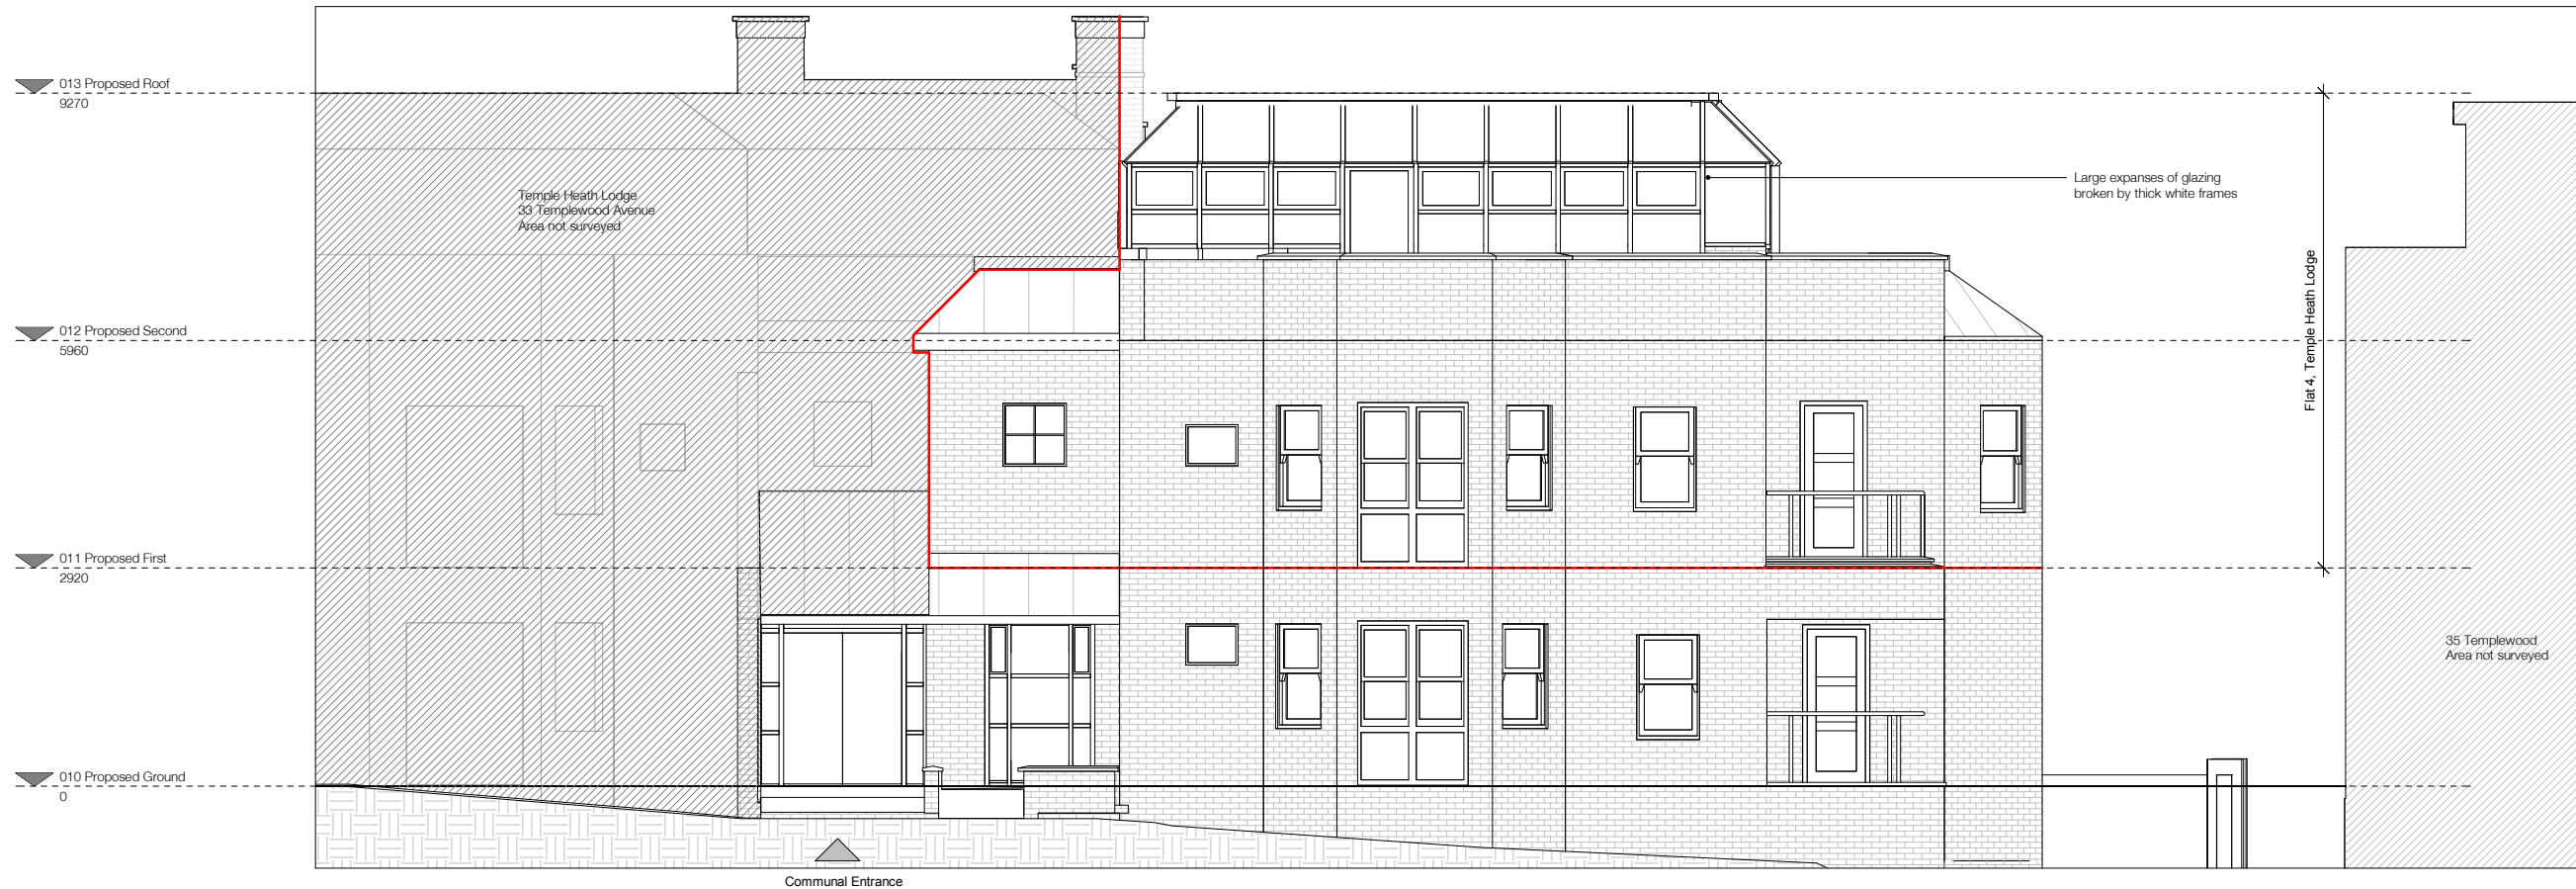 013 Proposed Roof
9270
Temple Heath Lodge
33 Templewood Avenue
Area not surveyed
Large expanses of glazing
broken by thick white frames
012 Proposed Second
5960
Flat 4, Temple Heath Lodge
011 Proposed First
2920
35 Templewood
Area not surveyed
010 Proposed Ground
0
Communal Entrance